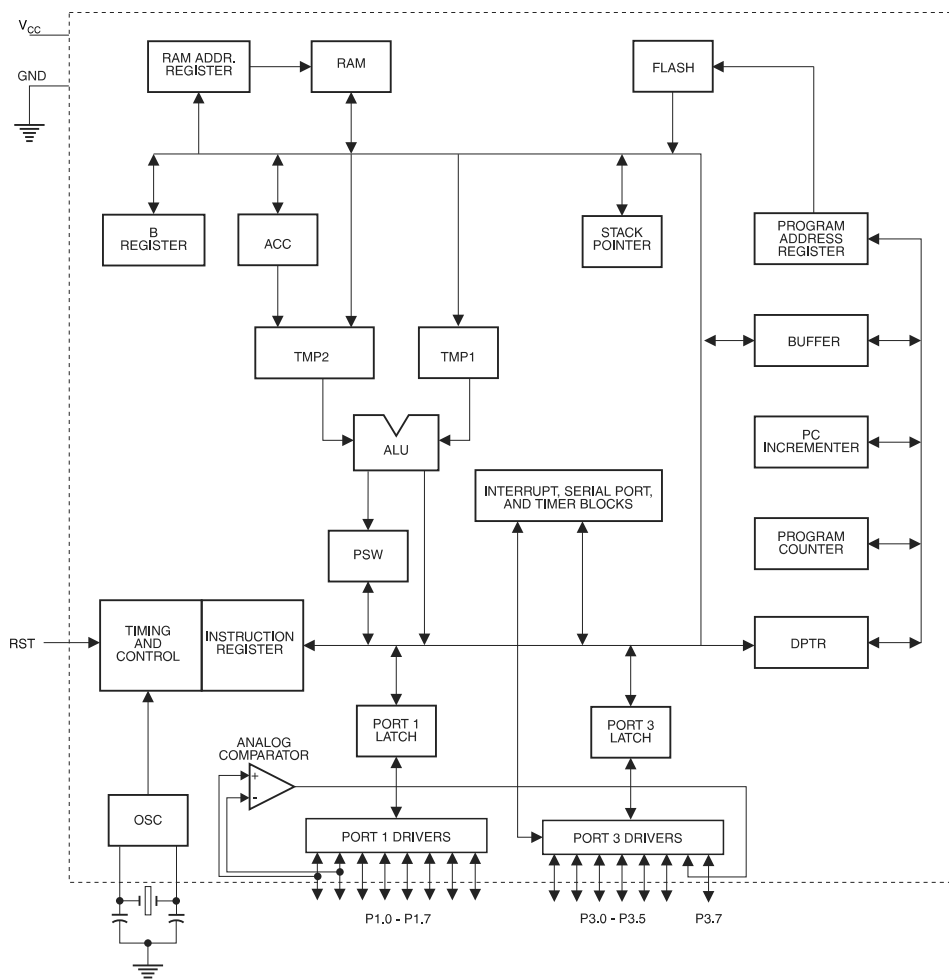 VCC
GND
RAM ADDR.
REGISTER
RAM
FLASH
B
REGISTER
ACC
STACK
POINTER
PROGRAM
ADDRESS
REGISTER
TMP2
TMP1
BUFFER
ALU
PC
INCREMENTER
INTERRUPT, SERIAL PORT,
AND TIMER BLOCKS
PSW
PROGRAM
COUNTER
RST
TIMING
AND
CONTROL
INSTRUCTION
REGISTER
DPTR
PORT 1
LATCH
PORT 3
LATCH
ANALOG
COMPARATOR
+
-
OSC
PORT 1 DRIVERS
PORT 3 DRIVERS
P1.0 - P1.7
P3.0 - P3.5
P3.7